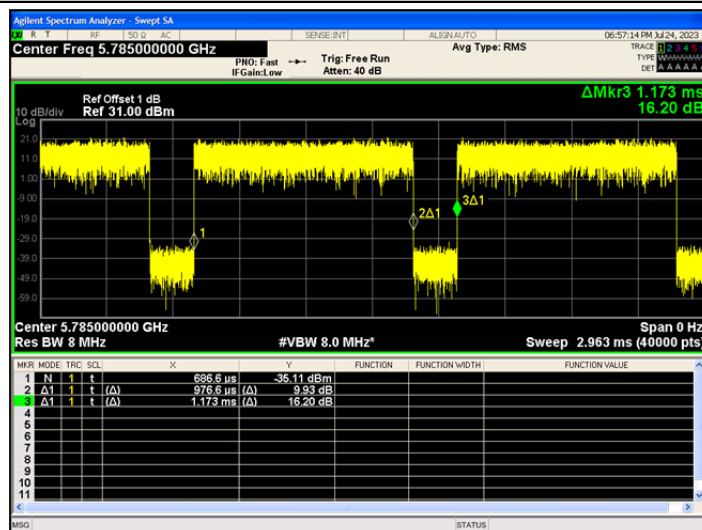 Agilent Spectrum Analyzer - Swept SA
R T RF 50 Ω AC SENSE:INT ALIGN AUTO 06:57:14 PM Jul 24, 2023
Center Freq 5.785000000 GHz Avg Type: RMS TRACE 1 2 3 4 5
PNO: Fast Trig: Free Run TYPE
IFGain:Low Atten: 40 dB DET A A A A A
ΔMkr3 1.173 ms
Ref Offset 1 dB 16.20 dB
10 dB/div Ref 31.00 dBm
Log
21.0
11.0
1.00
-9.00
-19.0
-29.0
-39.0
-49.0
-59.0
1
2Δ1
3Δ1
Center 5.785000000 GHz Span 0 Hz
Res BW 8 MHz #VBW 8.0 MHz* Sweep 2.963 ms (40000 pts)
MKR MODE TRC SCL X Y FUNCTION FUNCTION WIDTH FUNCTION VALUE
1 N 1 t 686.6 µs -35.11 dBm
2 Δ1 1 t (Δ) 976.6 µs (Δ) 9.93 dB
3 Δ1 1 t (Δ) 1.173 ms (Δ) 16.20 dB
4
5
6
7
8
9
10
11
MSG STATUS